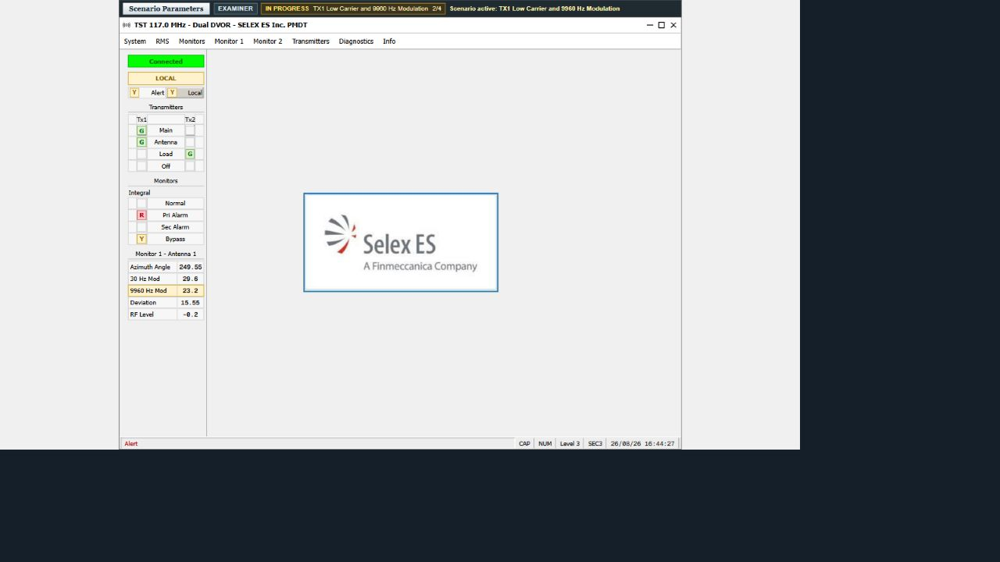 Scenario Parameters EXAMINER IN PROGRESS TX1 Low Carrier and 9960 Hz Modulation 2/4 Scenario active: TX1 Low Carrier and 9960 Hz Modulation
TST 117.0 MHz - Dual DVOR - SELEX ES Inc. PMDT
System RMS Monitors Monitor 1 Monitor 2 Transmitters Diagnostics Info
Connected
LOCAL
Y Alert Y Local
Transmitters
Tx1 Tx2
G Main
G Antenna
Load G
Off
Monitors
Integral
Normal
R Pri Alarm
Sec Alarm
Y Bypass
Monitor 1 - Antenna 1
Azimuth Angle 249.55
30 Hz Mod 29.6
9960 Hz Mod 23.2
Deviation 15.55
RF Level -0.2
Selex ES
A Finmeccanica Company
Alert CAP NUM Level 3 SEC3 26/08/26 16:44:27